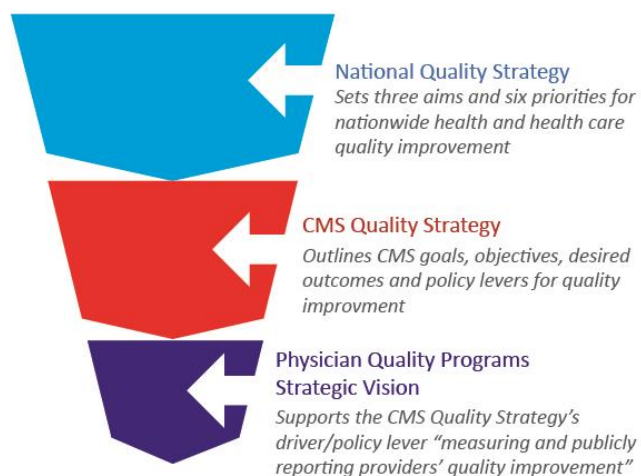 National Quality Strategy
Sets three aims and six priorities for
nationwide health and health care
quality improvement
CMS Quality Strategy
Outlines CMS goals, objectives, desired
outcomes and policy levers for quality
improvment
Physician Quality Programs
Strategic Vision
Supports the CMS Quality Strategy’s
driver/policy lever “measuring and publicly
reporting providers’ quality improvement”